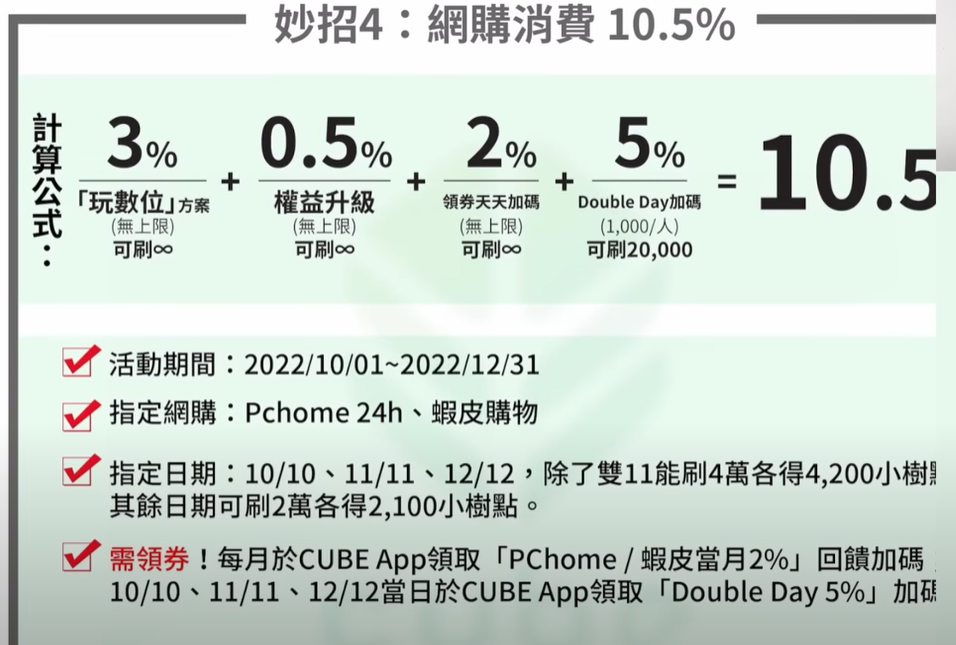 妙招4：網購消費 10.5%
計算公式：
3% + 0.5% + 2% + 5% = 10.5
「玩數位」方案 權益升級 領券天天加碼 Double Day加碼
(無上限) (無上限) (無上限) (1,000/人)
可刷∞ 可刷∞ 可刷∞ 可刷20,000
活動期間：2022/10/01~2022/12/31
指定網購：Pchome 24h、蝦皮購物
指定日期：10/10、11/11、12/12，除了雙11能刷4萬各得4,200小樹點
其餘日期可刷2萬各得2,100小樹點。
需領券！每月於CUBE App領取「PChome / 蝦皮當月2%」回饋加碼
10/10、11/11、12/12當日於CUBE App領取「Double Day 5%」加碼